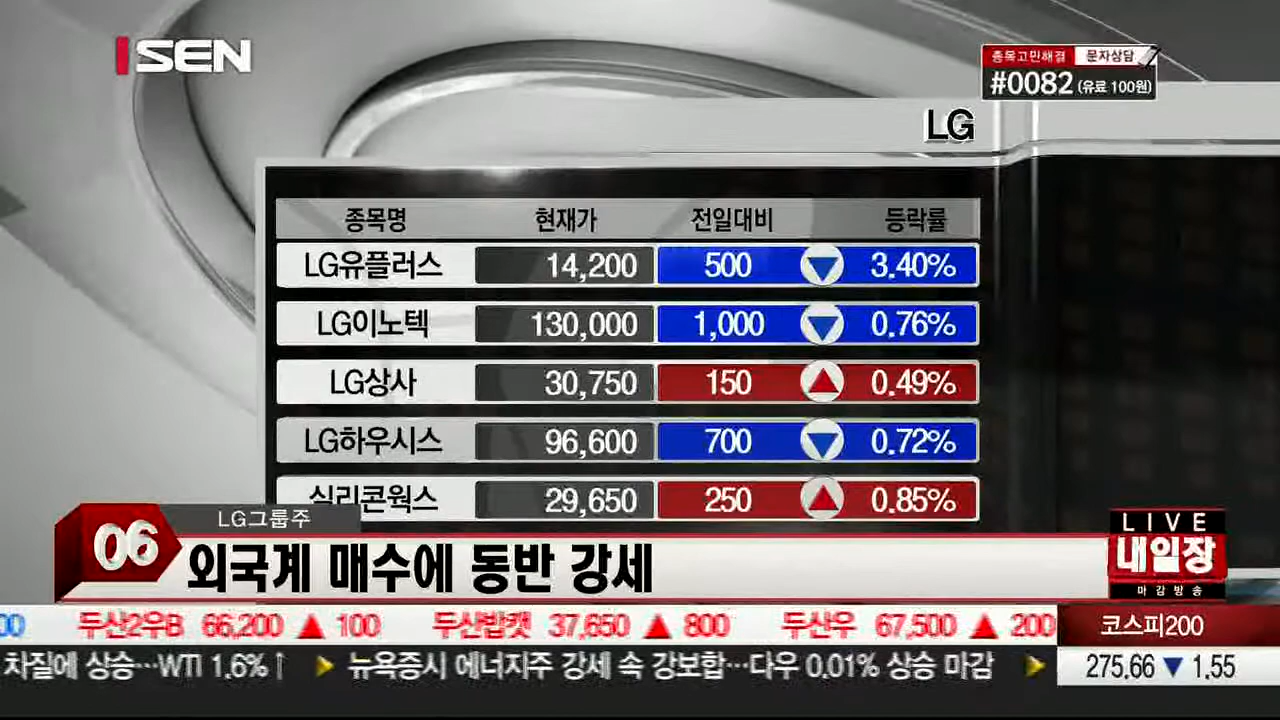 SEN
종목고민해결 문자상담
#0082 (유료 100원)
LG
종목명 현재가 전일대비 등락률
LG유플러스 14,200 500 ▼ 3.40%
LG이노텍 130,000 1,000 ▼ 0.76%
LG상사 30,750 150 ▲ 0.49%
LG하우시스 96,600 700 ▼ 0.72%
실리콘웍스 29,650 250 ▲ 0.85%
LG그룹주
06 외국계 매수에 동반 강세
LIVE
내일장
마감방송
00 두산2우B 66,200 ▲ 100 두산밥캣 37,650 ▲ 800 두산우 67,500 ▲ 200 코스피200
차질에 상승…WTI 1.6%↑ ▶ 뉴욕증시 에너지주 강세 속 강보합…다우 0.01% 상승 마감 ▶ 275.66 ▼ 1.55